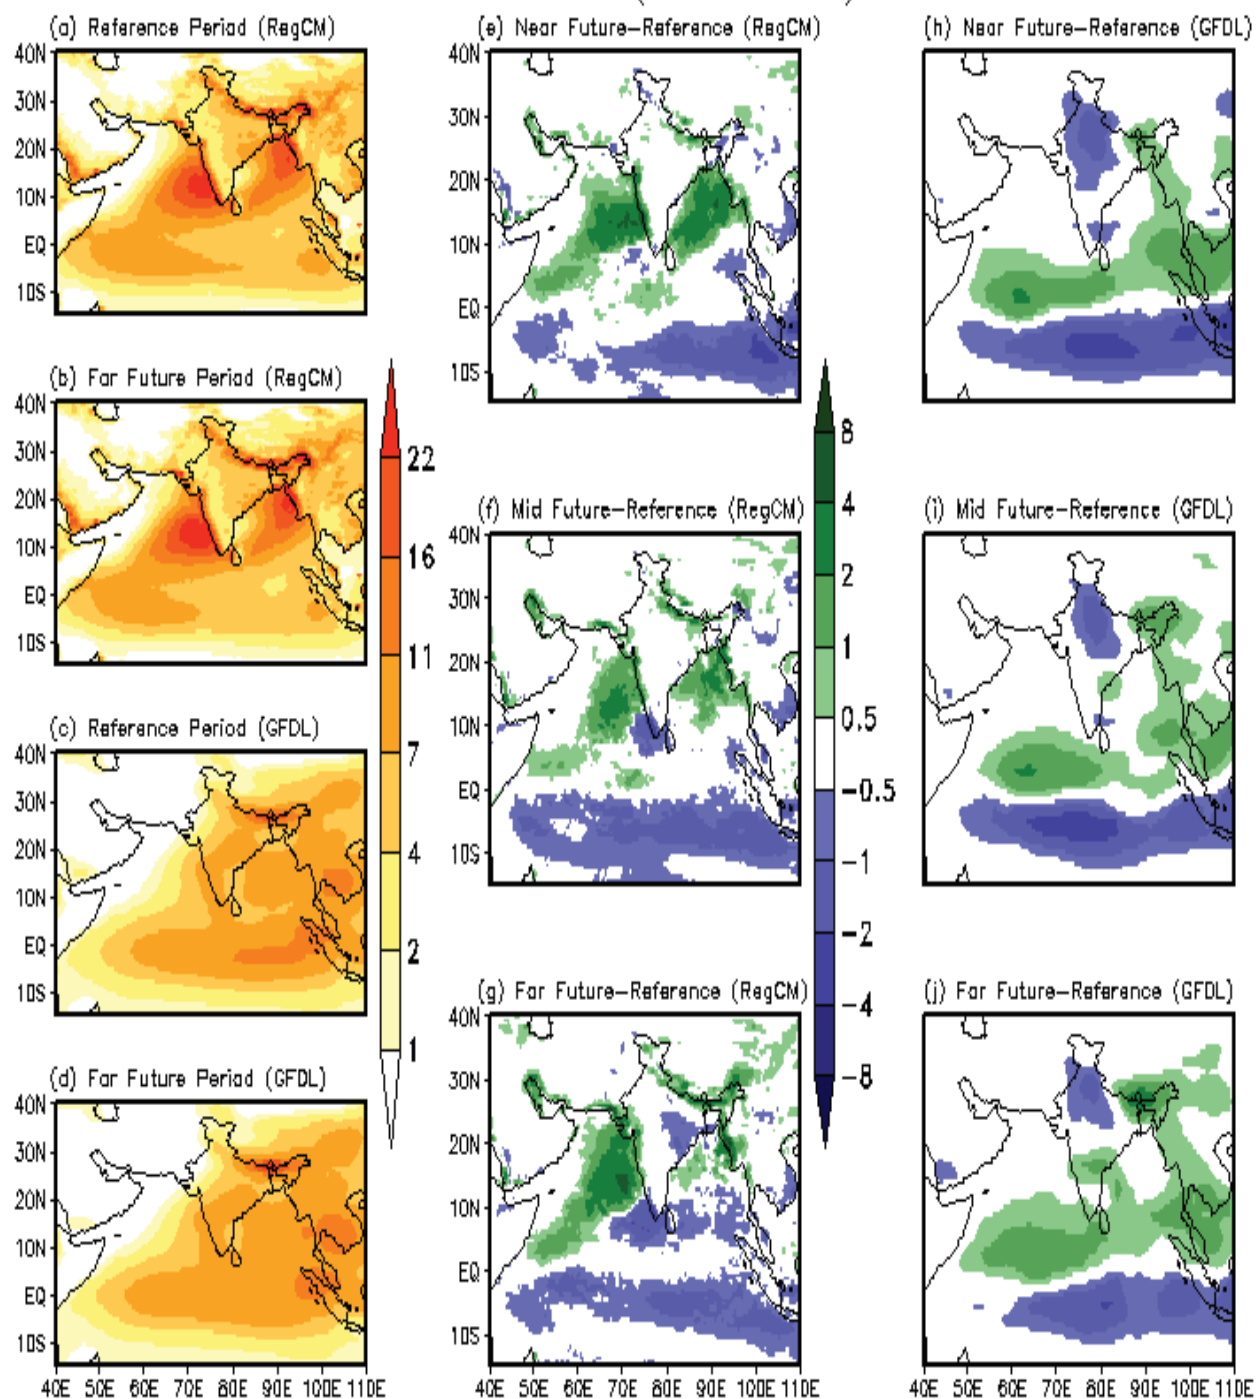 (a) Reference Period (RegCM)
40N
30N
20N
10N
EQ
10S
(b) Far Future Period (RegCM)
40N
30N
20N
10N
EQ
10S
(c) Reference Period (GFDL)
40N
30N
20N
10N
EQ
10S
(d) Far Future Period (GFDL)
40N
30N
20N
10N
EQ
10S
40E 50E 60E 70E 80E 90E 100E 110E
22
16
11
7
4
2
1
(e) Near Future-Reference (RegCM)
40N
30N
20N
10N
EQ
10S
(f) Mid Future-Reference (RegCM)
40N
30N
20N
10N
EQ
10S
(g) Far Future-Reference (RegCM)
40N
30N
20N
10N
EQ
10S
40E 50E 60E 70E 80E 90E 100E 110E
8
4
2
1
0.5
-0.5
-1
-2
-4
-8
(h) Near Future-Reference (GFDL)
(i) Mid Future-Reference (GFDL)
(j) Far Future-Reference (GFDL)
40E 50E 60E 70E 80E 90E 100E 110E